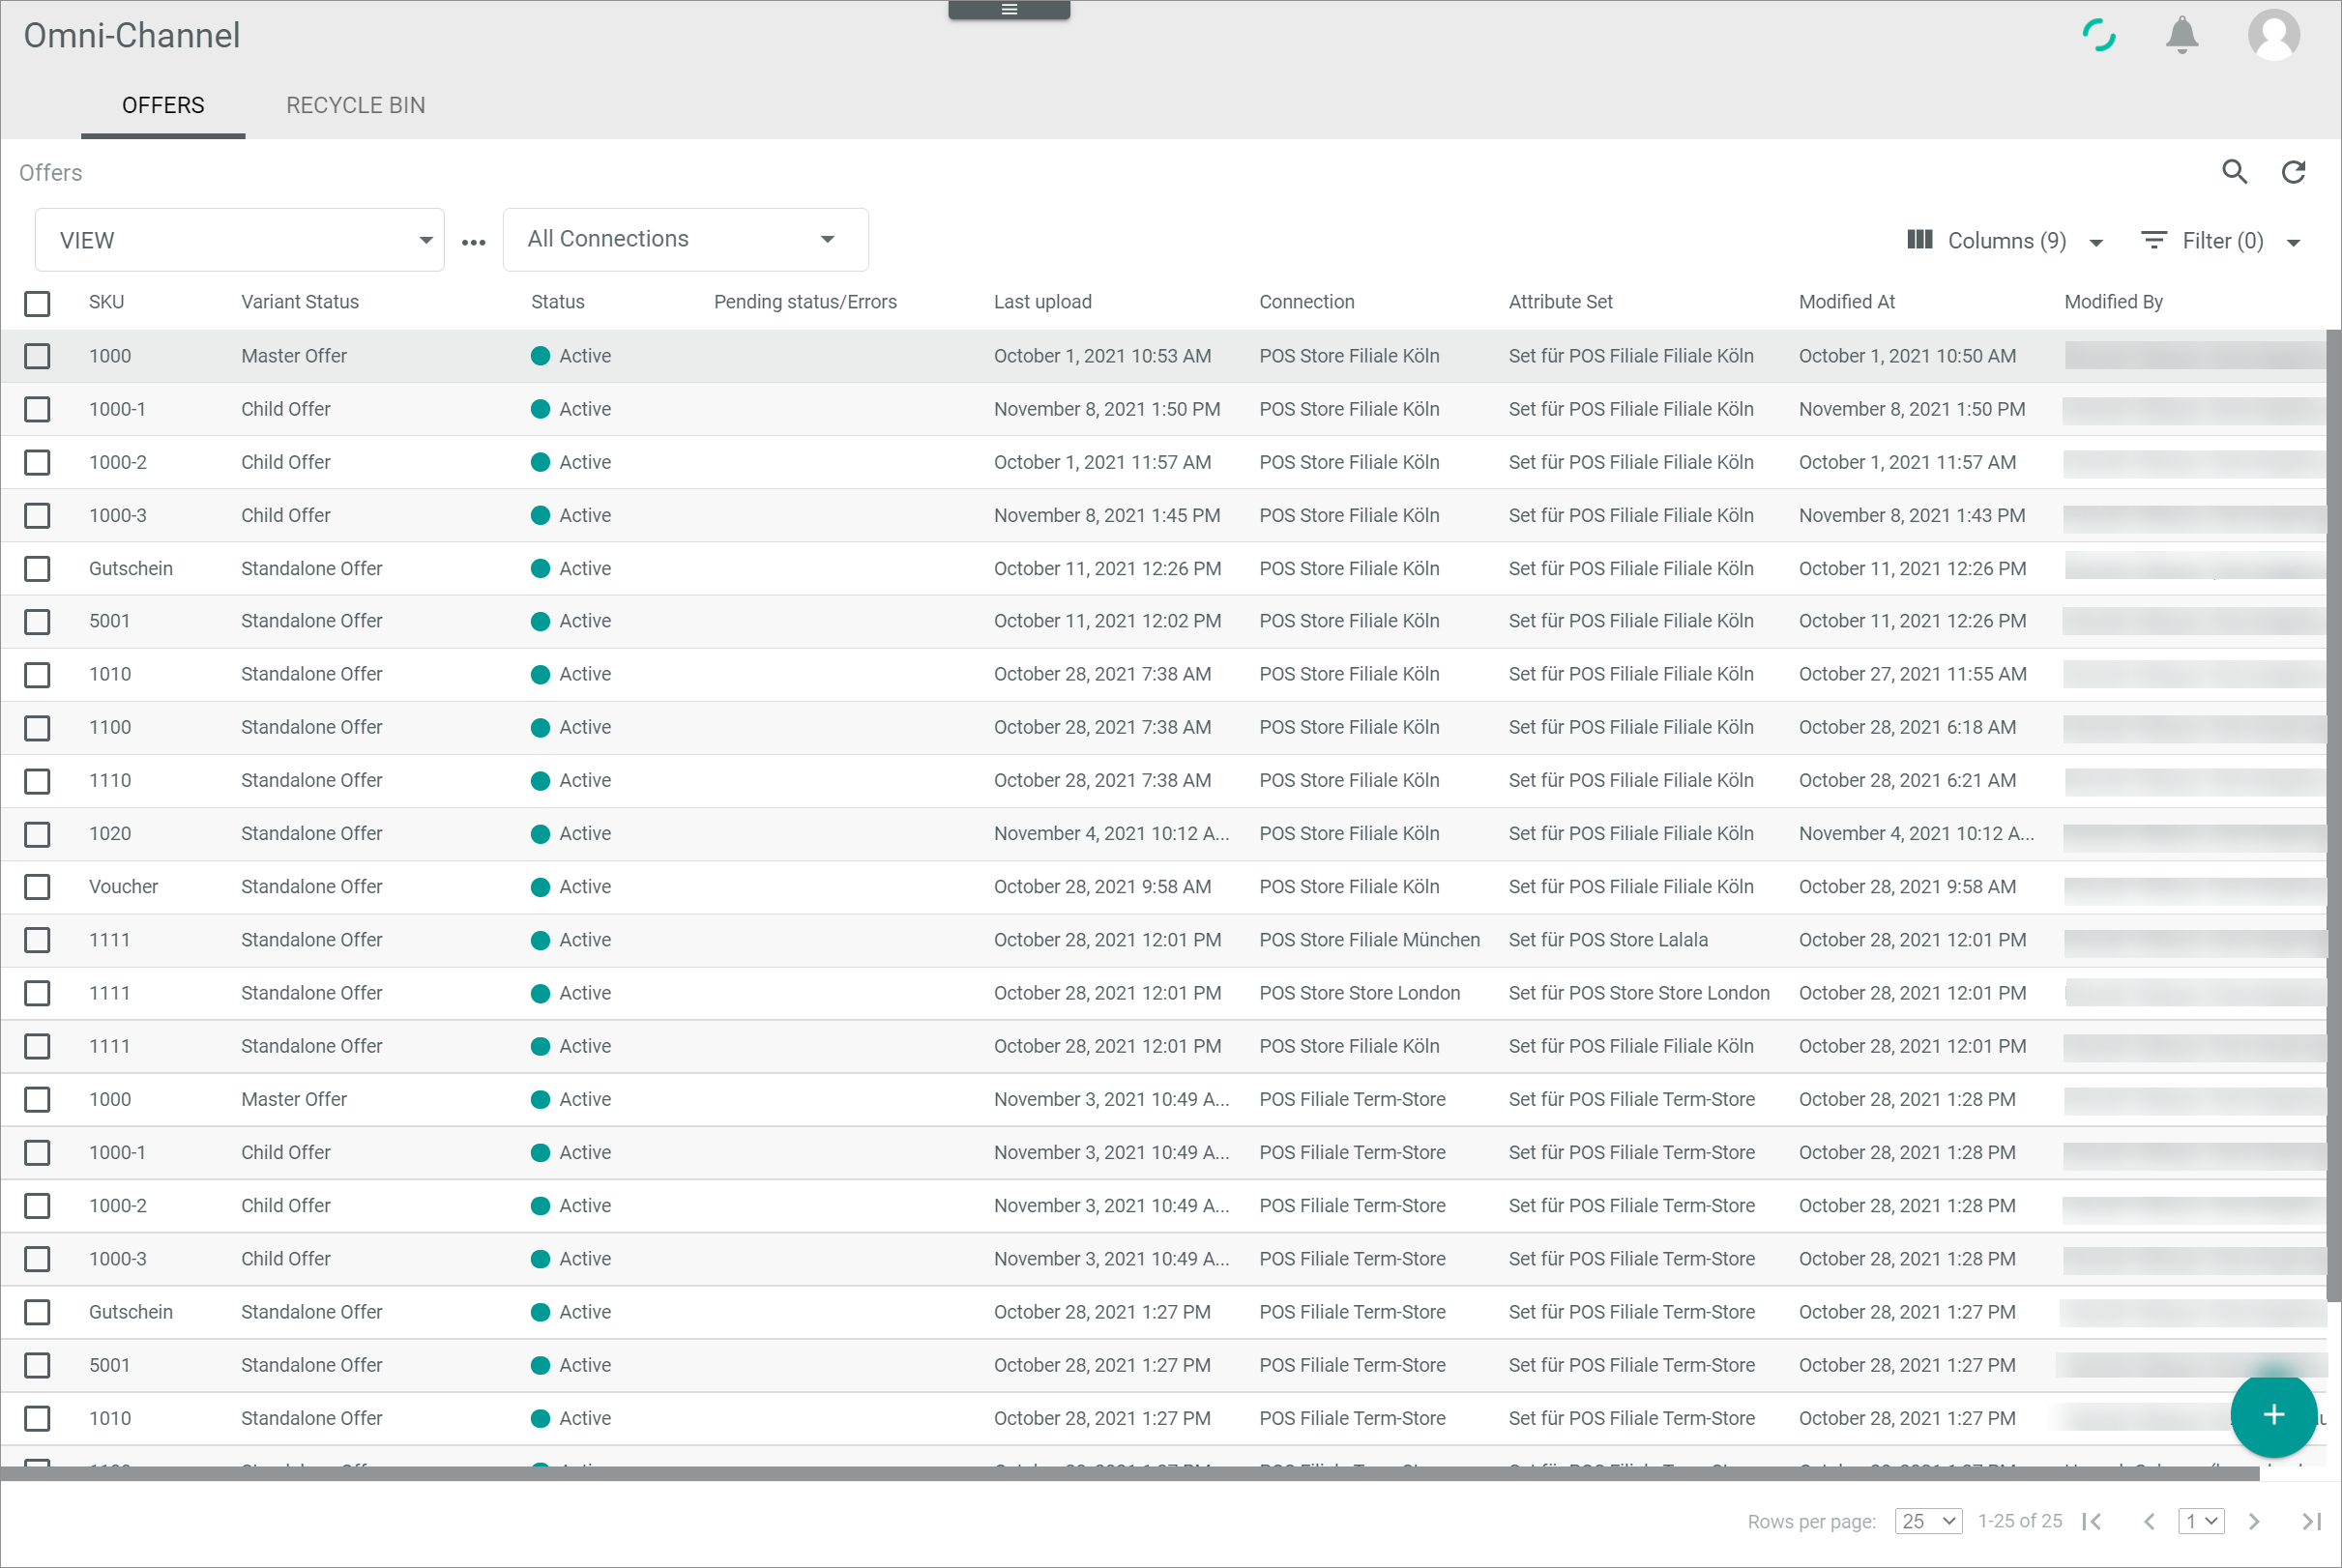 Omni-Channel
OFFERS RECYCLE BIN
Offers
VIEW ... All Connections Columns (9) Filter (0)
SKU Variant Status Status Pending status/Errors Last upload Connection Attribute Set Modified At Modified By
1000 Master Offer Active October 1, 2021 10:53 AM POS Store Filiale Köln Set für POS Filiale Filiale Köln October 1, 2021 10:50 AM
1000-1 Child Offer Active November 8, 2021 1:50 PM POS Store Filiale Köln Set für POS Filiale Filiale Köln November 8, 2021 1:50 PM
1000-2 Child Offer Active October 1, 2021 11:57 AM POS Store Filiale Köln Set für POS Filiale Filiale Köln October 1, 2021 11:57 AM
1000-3 Child Offer Active November 8, 2021 1:45 PM POS Store Filiale Köln Set für POS Filiale Filiale Köln November 8, 2021 1:43 PM
Gutschein Standalone Offer Active October 11, 2021 12:26 PM POS Store Filiale Köln Set für POS Filiale Filiale Köln October 11, 2021 12:26 PM
5001 Standalone Offer Active October 11, 2021 12:02 PM POS Store Filiale Köln Set für POS Filiale Filiale Köln October 11, 2021 12:26 PM
1010 Standalone Offer Active October 28, 2021 7:38 AM POS Store Filiale Köln Set für POS Filiale Filiale Köln October 27, 2021 11:55 AM
1100 Standalone Offer Active October 28, 2021 7:38 AM POS Store Filiale Köln Set für POS Filiale Filiale Köln October 28, 2021 6:18 AM
1110 Standalone Offer Active October 28, 2021 7:38 AM POS Store Filiale Köln Set für POS Filiale Filiale Köln October 28, 2021 6:21 AM
1020 Standalone Offer Active November 4, 2021 10:12 A... POS Store Filiale Köln Set für POS Filiale Filiale Köln November 4, 2021 10:12 A...
Voucher Standalone Offer Active October 28, 2021 9:58 AM POS Store Filiale Köln Set für POS Filiale Filiale Köln October 28, 2021 9:58 AM
1111 Standalone Offer Active October 28, 2021 12:01 PM POS Store Filiale München Set für POS Store Lalala October 28, 2021 12:01 PM
1111 Standalone Offer Active October 28, 2021 12:01 PM POS Store Store London Set für POS Store Store London October 28, 2021 12:01 PM
1111 Standalone Offer Active October 28, 2021 12:01 PM POS Store Filiale Köln Set für POS Filiale Filiale Köln October 28, 2021 12:01 PM
1000 Master Offer Active November 3, 2021 10:49 A... POS Filiale Term-Store Set für POS Filiale Term-Store October 28, 2021 1:28 PM
1000-1 Child Offer Active November 3, 2021 10:49 A... POS Filiale Term-Store Set für POS Filiale Term-Store October 28, 2021 1:28 PM
1000-2 Child Offer Active November 3, 2021 10:49 A... POS Filiale Term-Store Set für POS Filiale Term-Store October 28, 2021 1:28 PM
1000-3 Child Offer Active November 3, 2021 10:49 A... POS Filiale Term-Store Set für POS Filiale Term-Store October 28, 2021 1:28 PM
Gutschein Standalone Offer Active October 28, 2021 1:27 PM POS Filiale Term-Store Set für POS Filiale Term-Store October 28, 2021 1:27 PM
5001 Standalone Offer Active October 28, 2021 1:27 PM POS Filiale Term-Store Set für POS Filiale Term-Store October 28, 2021 1:27 PM
1010 Standalone Offer Active October 28, 2021 1:27 PM POS Filiale Term-Store Set für POS Filiale Term-Store October 28, 2021 1:27 PM
Rows per page: 25 1-25 of 25 1